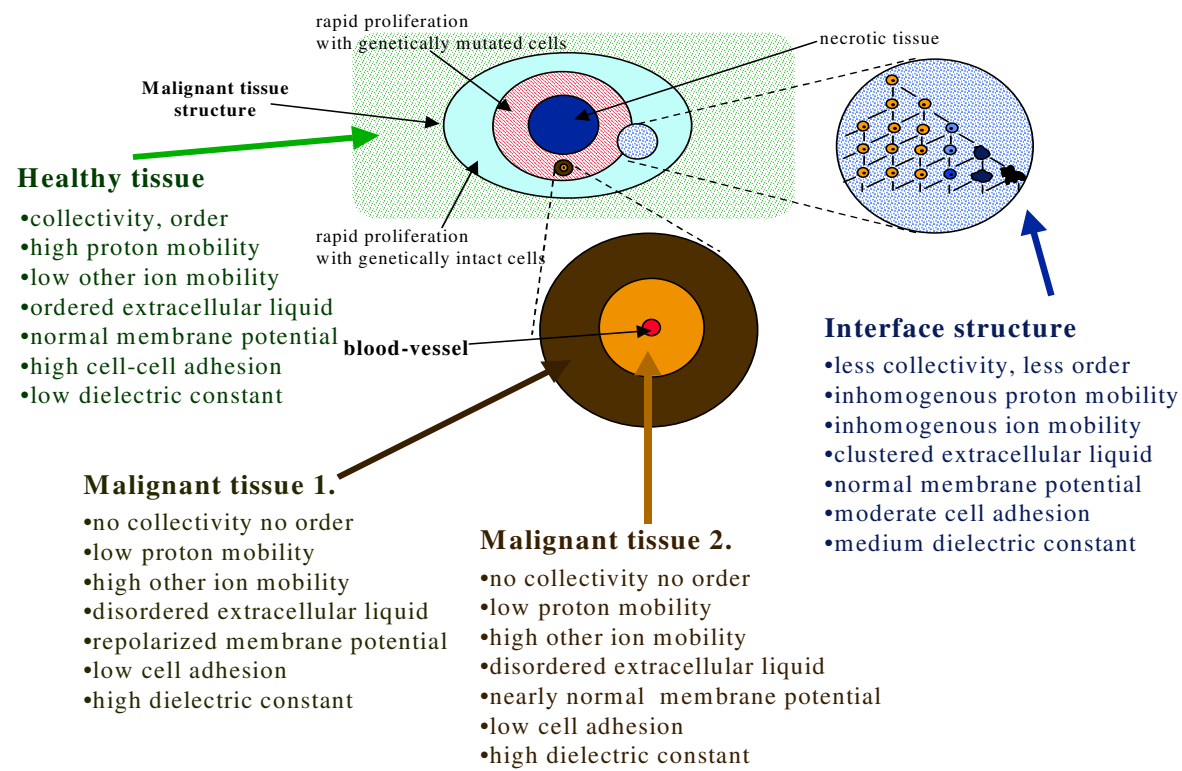 rapid proliferation
with genetically mutated cells
necrotic tissue
Malignant tissue
structure
Healthy tissue
•collectivity, order
•high proton mobility
•low other ion mobility
•ordered extracellular liquid
•normal membrane potential
•high cell-cell adhesion
•low dielectric constant
rapid proliferation
with genetically intact cells
blood-vessel
Interface structure
•less collectivity, less order
•inhomogenous proton mobility
•inhomogenous ion mobility
•clustered extracellular liquid
•normal membrane potential
•moderate cell adhesion
•medium dielectric constant
Malignant tissue 1.
•no collectivity no order
•low proton mobility
•high other ion mobility
•disordered extracellular liquid
•repolarized membrane potential
•low cell adhesion
•high dielectric constant
Malignant tissue 2.
•no collectivity no order
•low proton mobility
•high other ion mobility
•disordered extracellular liquid
•nearly normal membrane potential
•low cell adhesion
•high dielectric constant